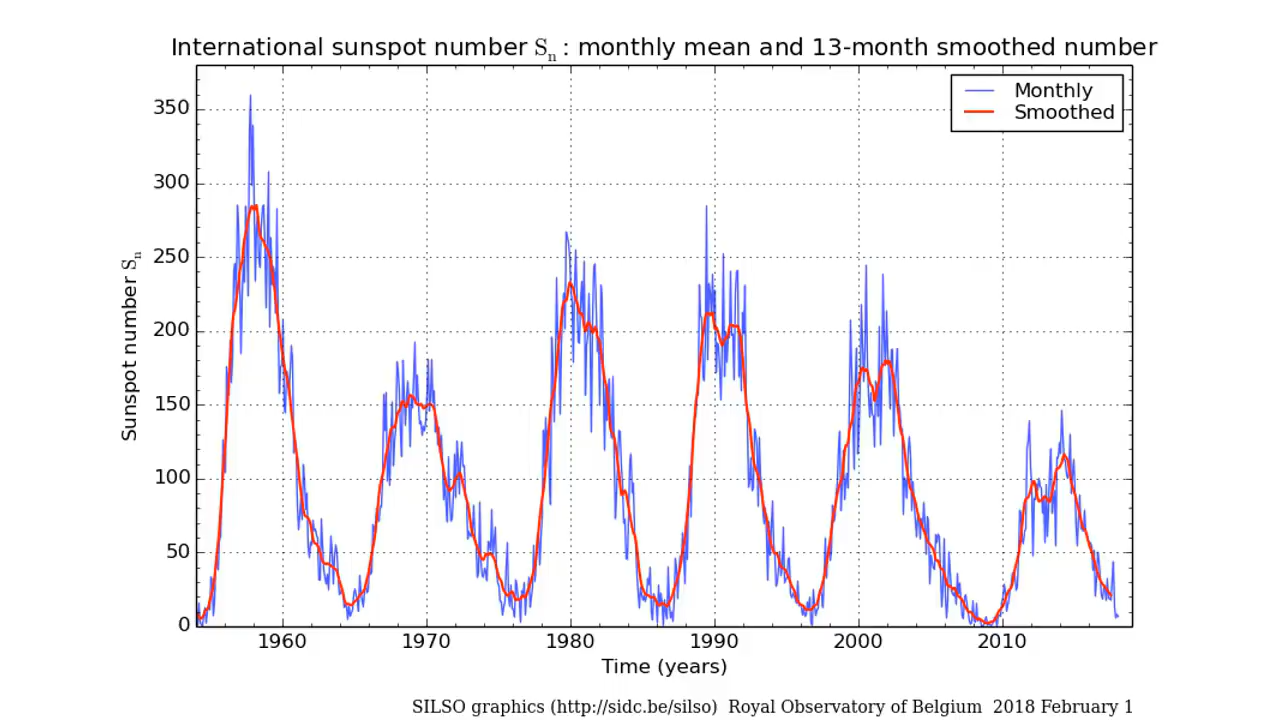 International sunspot number Sn : monthly mean and 13-month smoothed number
Monthly
Smoothed
350
300
250
200
150
100
50
0
Sunspot number Sn
1960 1970 1980 1990 2000 2010
Time (years)
SILSO graphics (http://sidc.be/silso) Royal Observatory of Belgium 2018 February 1